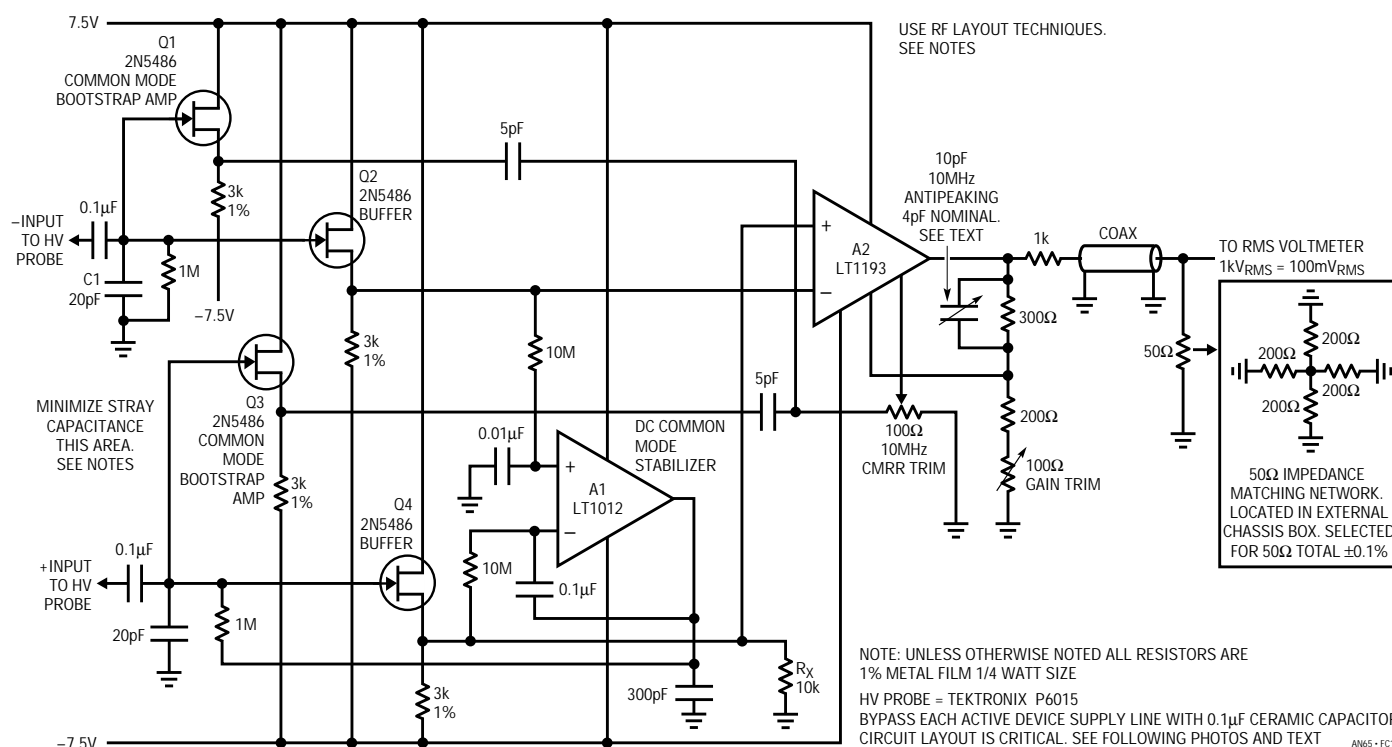 7.5V
Q1
2N5486
COMMON MODE
BOOTSTRAP AMP
USE RF LAYOUT TECHNIQUES.
SEE NOTES
5pF
3k
1%
Q2
2N5486
BUFFER
0.1µF
–INPUT
TO HV
PROBE
C1
20pF
1M
–7.5V
10pF
10MHz
ANTIPEAKING
4pF NOMINAL.
SEE TEXT
+
A2
LT1193
–
1k
COAX
TO RMS VOLTMETER
1kVRMS = 100mVRMS
300Ω
50Ω
200Ω
200Ω
200Ω
200Ω
50Ω IMPEDANCE
MATCHING NETWORK.
LOCATED IN EXTERNAL
CHASSIS BOX. SELECTED
FOR 50Ω TOTAL ±0.1%
3k
1%
10M
5pF
MINIMIZE STRAY
CAPACITANCE
THIS AREA.
SEE NOTES
Q3
2N5486
COMMON
MODE
BOOTSTRAP
AMP
3k
1%
0.01µF
DC COMMON
MODE
STABILIZER
100Ω
10MHz
CMRR TRIM
200Ω
100Ω
GAIN TRIM
+
A1
LT1012
–
Q4
2N5486
BUFFER
0.1µF
+INPUT
TO HV
PROBE
20pF
1M
10M
0.1µF
3k
1%
300pF
RX
10k
–7.5V
NOTE: UNLESS OTHERWISE NOTED ALL RESISTORS ARE
1% METAL FILM 1/4 WATT SIZE
HV PROBE = TEKTRONIX P6015
BYPASS EACH ACTIVE DEVICE SUPPLY LINE WITH 0.1µF CERAMIC CAPACITOR
CIRCUIT LAYOUT IS CRITICAL. SEE FOLLOWING PHOTOS AND TEXT